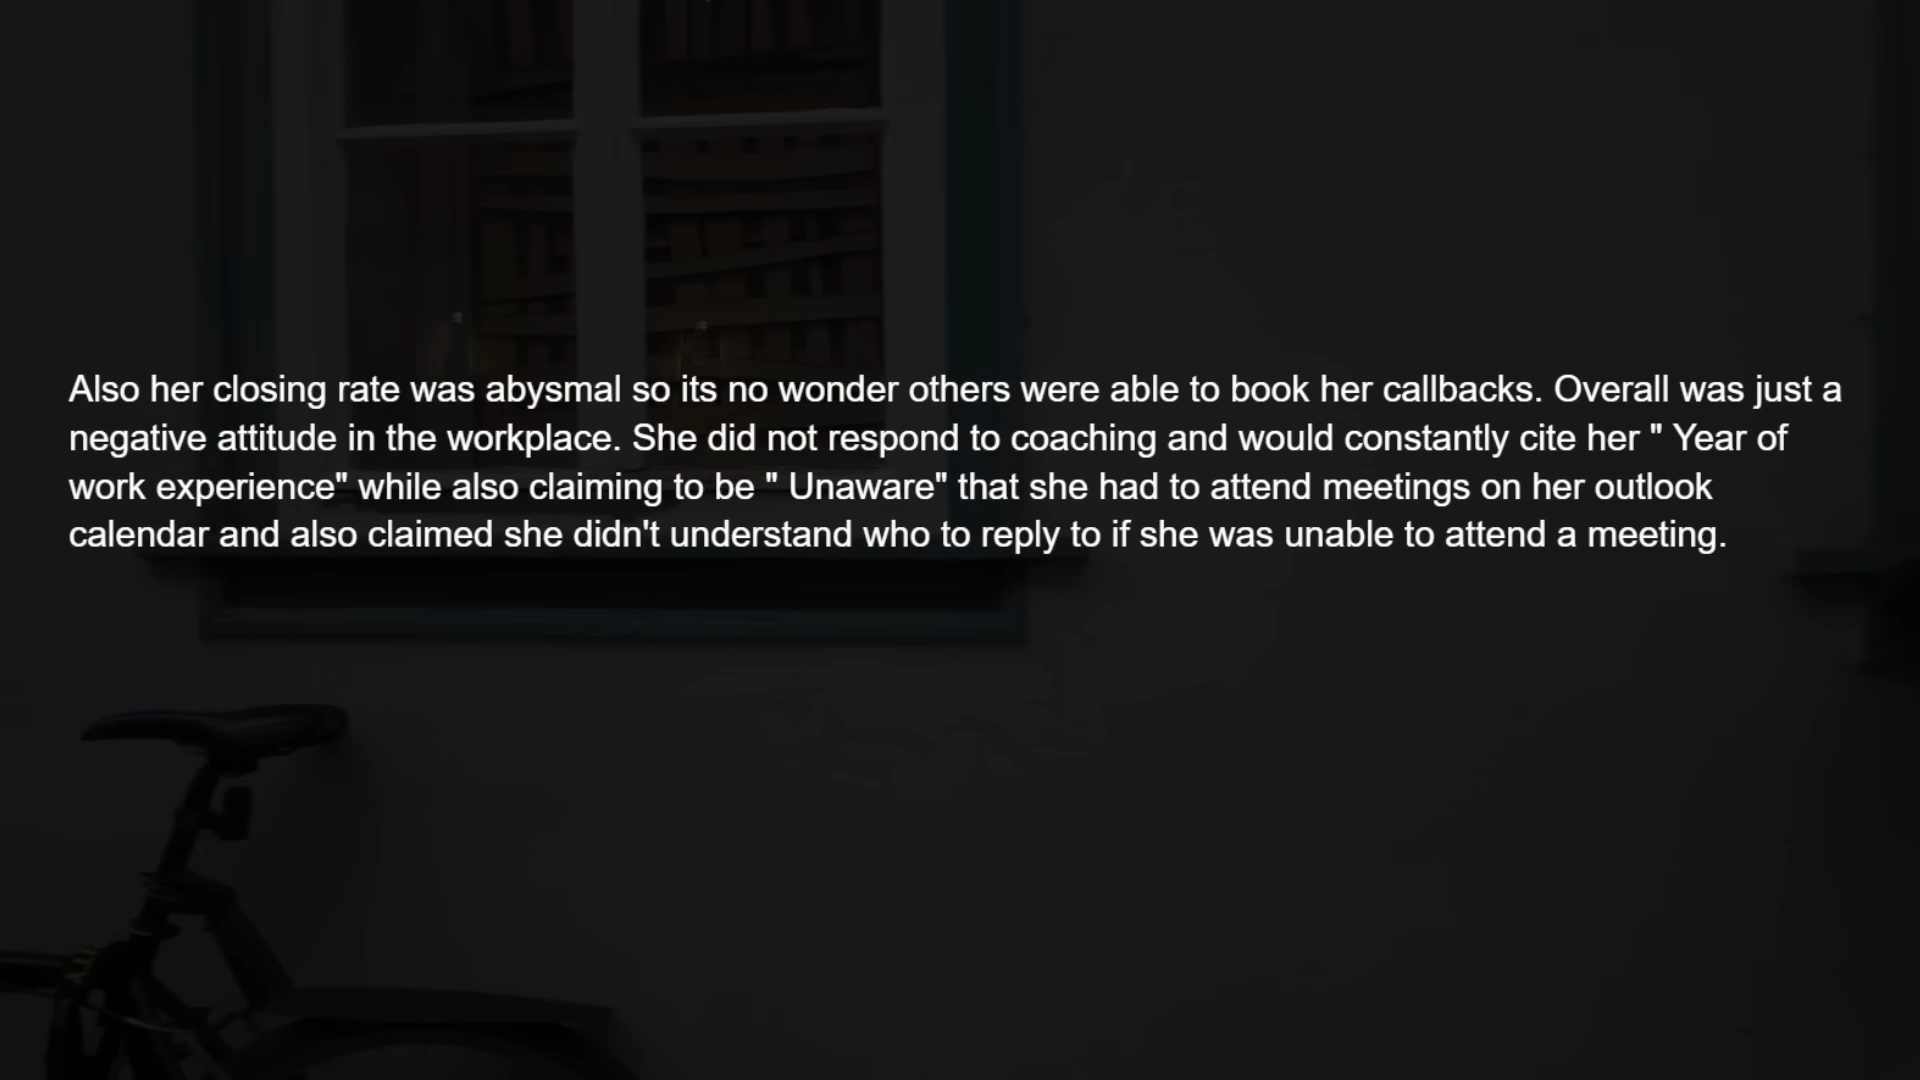 Also her closing rate was abysmal so its no wonder others were able to book her callbacks. Overall was just a
negative attitude in the workplace. She did not respond to coaching and would constantly cite her " Year of
work experience" while also claiming to be " Unaware" that she had to attend meetings on her outlook
calendar and also claimed she didn't understand who to reply to if she was unable to attend a meeting.